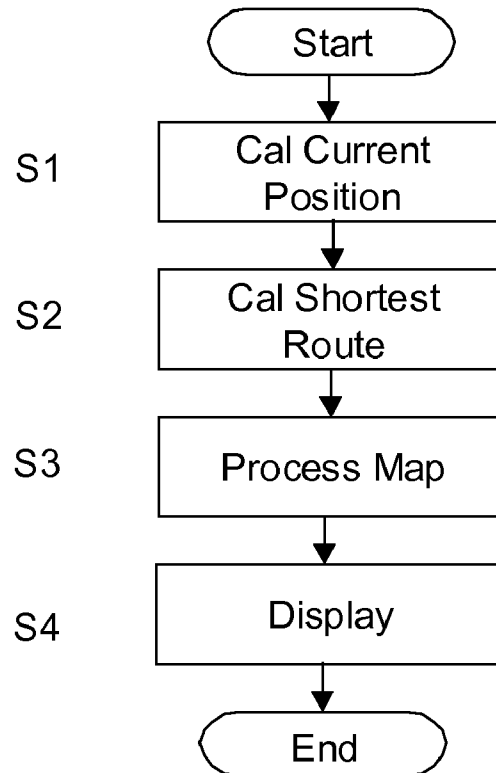 Start
S1
Cal Current
Position
S2
Cal Shortest
Route
S3
Process Map
S4
Display
End